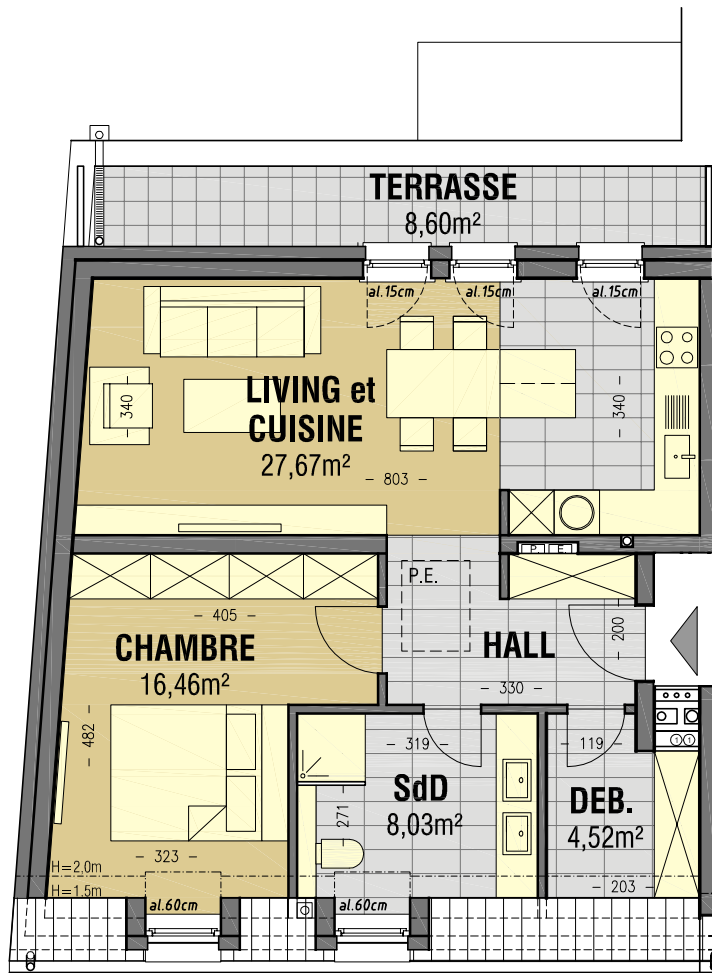 TERRASSE
8,60m²
al.15cm
al.15cm
al.15cm
LIVING et
CUISINE
27,67m²
340
340
– 803 –
P. E.
P.E.
– 405 –
CHAMBRE
16,46m²
HALL
200
– 330 –
482
– 319 –
– 119 –
SdD
8,03m²
271
DEB.
4,52m²
– 323 –
H=2,0m
H=1.5m
– 203 –
al.60cm
al.60cm